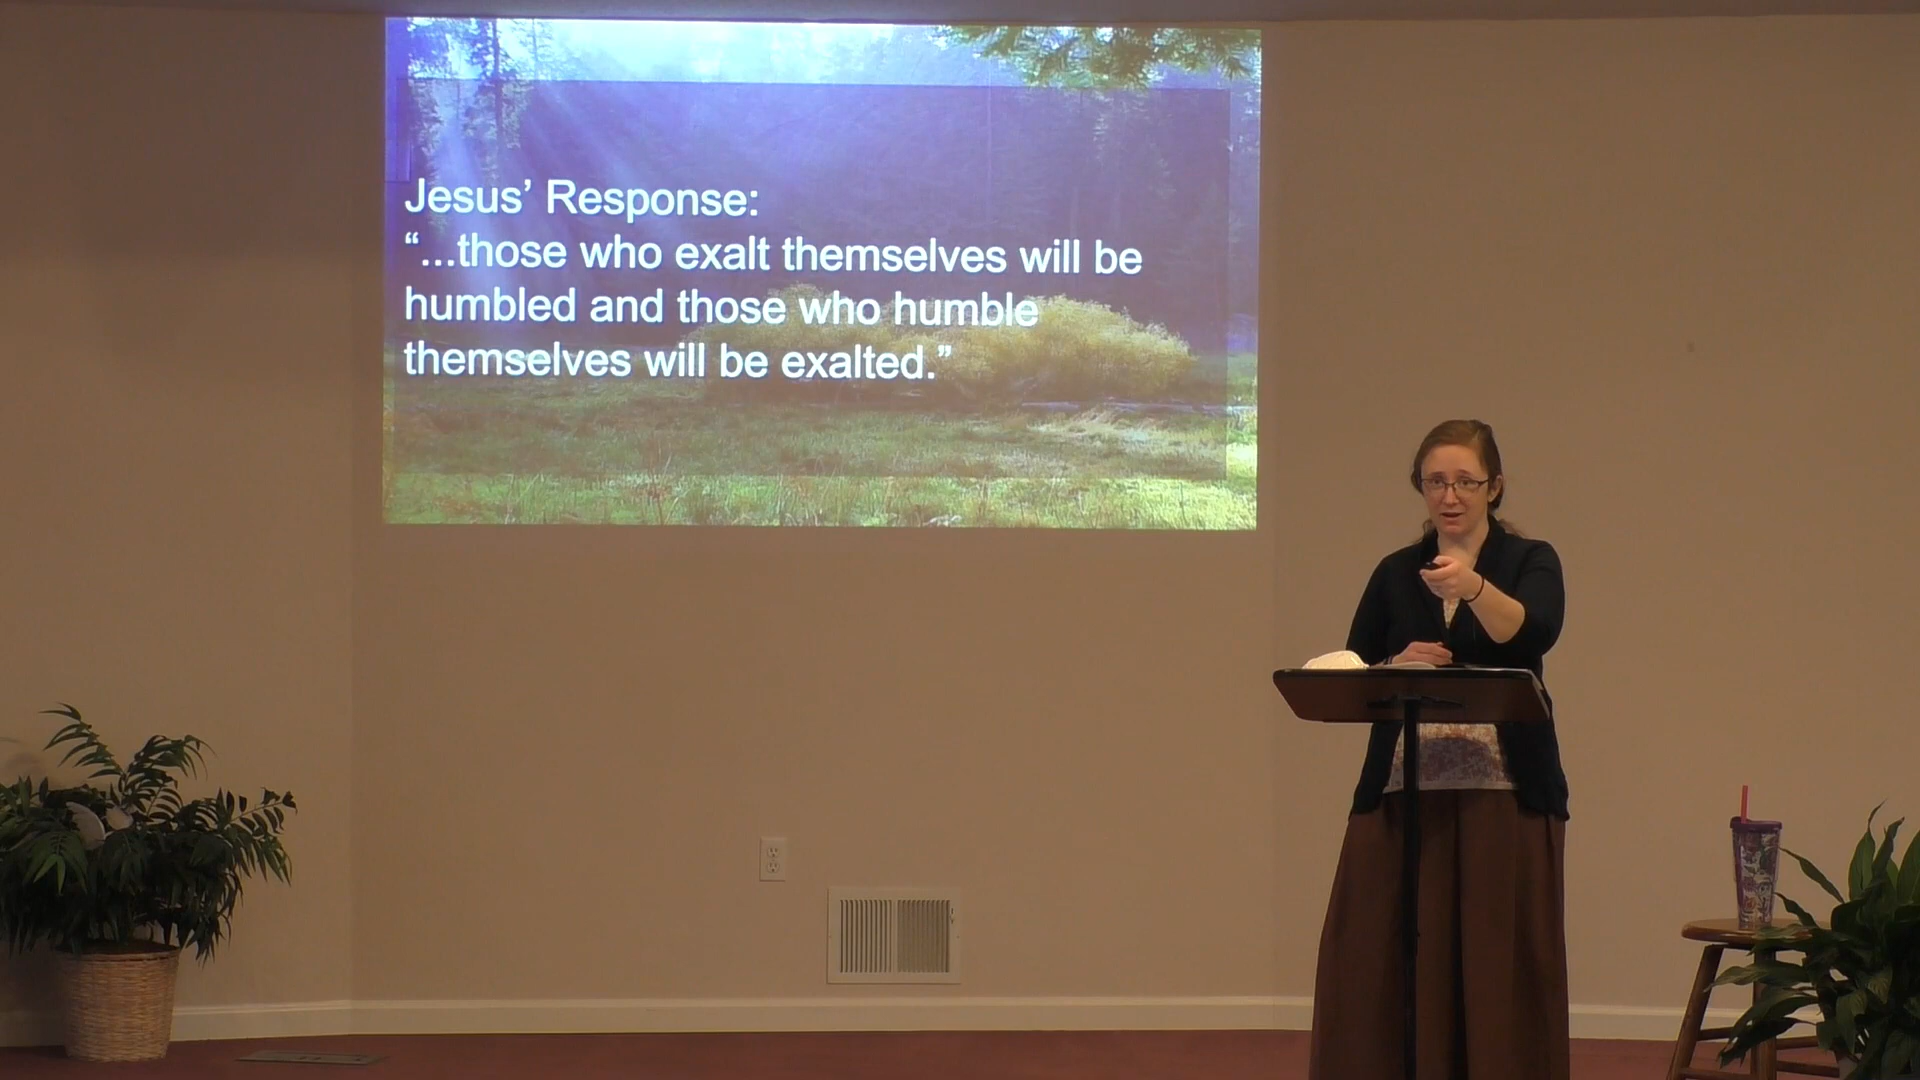 Jesus’ Response:
“...those who exalt themselves will be
humbled and those who humble
themselves will be exalted.”